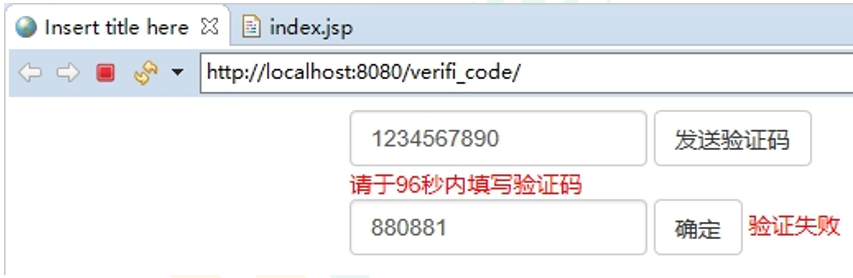 Insert title here index.jsp
http://localhost:8080/verifi_code/
1234567890 发送验证码
请于96秒内填写验证码
880881 确定 验证失败